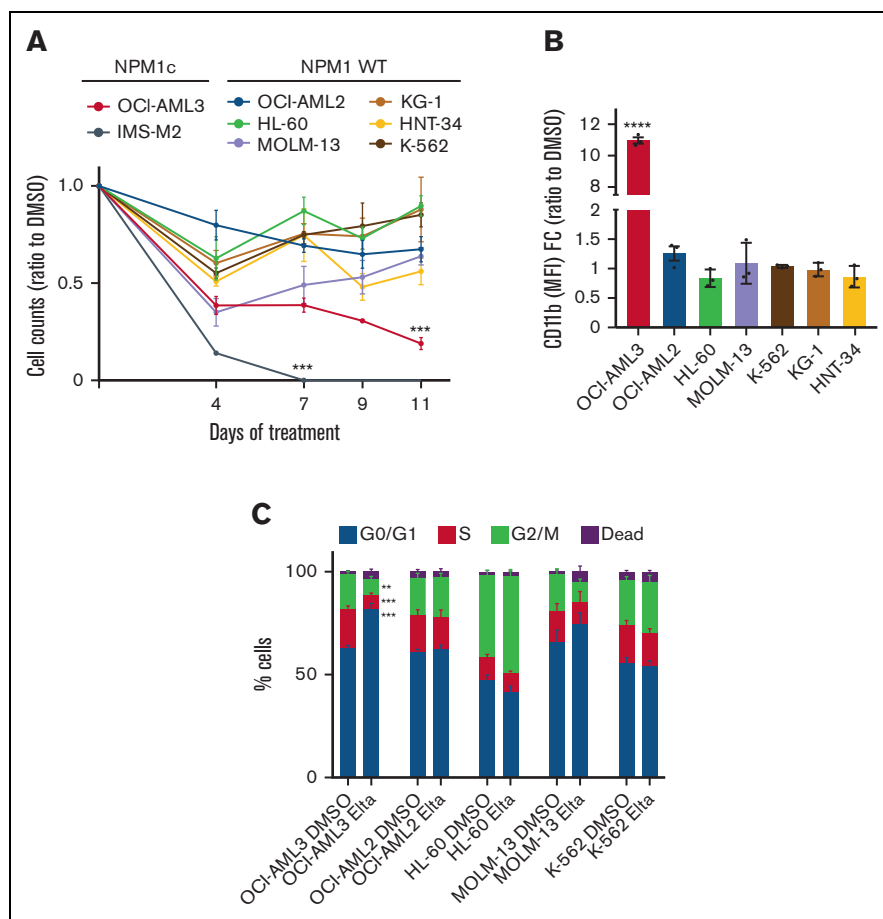 A
NPM1c NPM1 WT
OCI-AML3 OCI-AML2 KG-1
IMS-M2 HL-60 HNT-34
MOLM-13 K-562
Cell counts (ratio to DMSO)
1.0
0.5
0
***
***
4 7 9 11
Days of treatment
B
CD11b (MFI) FC (ratio to DMSO)
12
10
8
2
1.5
1
0.5
0
****
OCI-AML3 OCI-AML2 HL-60 MOLM-13 K-562 KG-1 HNT-34
C
G0/G1 S G2/M Dead
% cells
100
50
0
**
***
***
OCI-AML3 DMSO
OCI-AML3 Elta
OCI-AML2 DMSO
OCI-AML2 Elta
HL-60 DMSO
HL-60 Elta
MOLM-13 DMSO
MOLM-13 Elta
K-562 DMSO
K-562 Elta